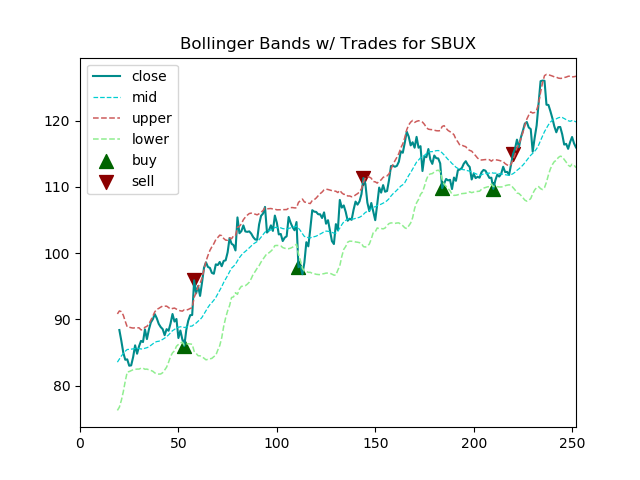 Bollinger Bands w/ Trades for SBUX
close
mid
upper
lower
buy
sell
120
110
100
90
80
0 50 100 150 200 250